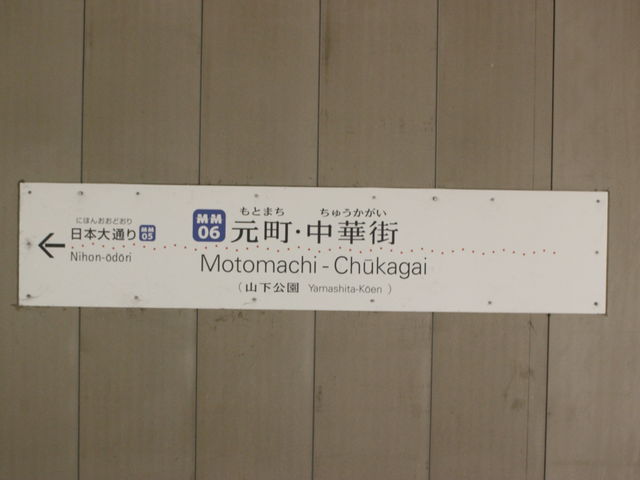 にほんおおどおり
日本大通り MM 05
Nihon-ōdōri
もとまち ちゅうかがい
MM 06 元町・中華街
Motomachi-Chūkagai
(山下公園 Yamashita-Kōen)